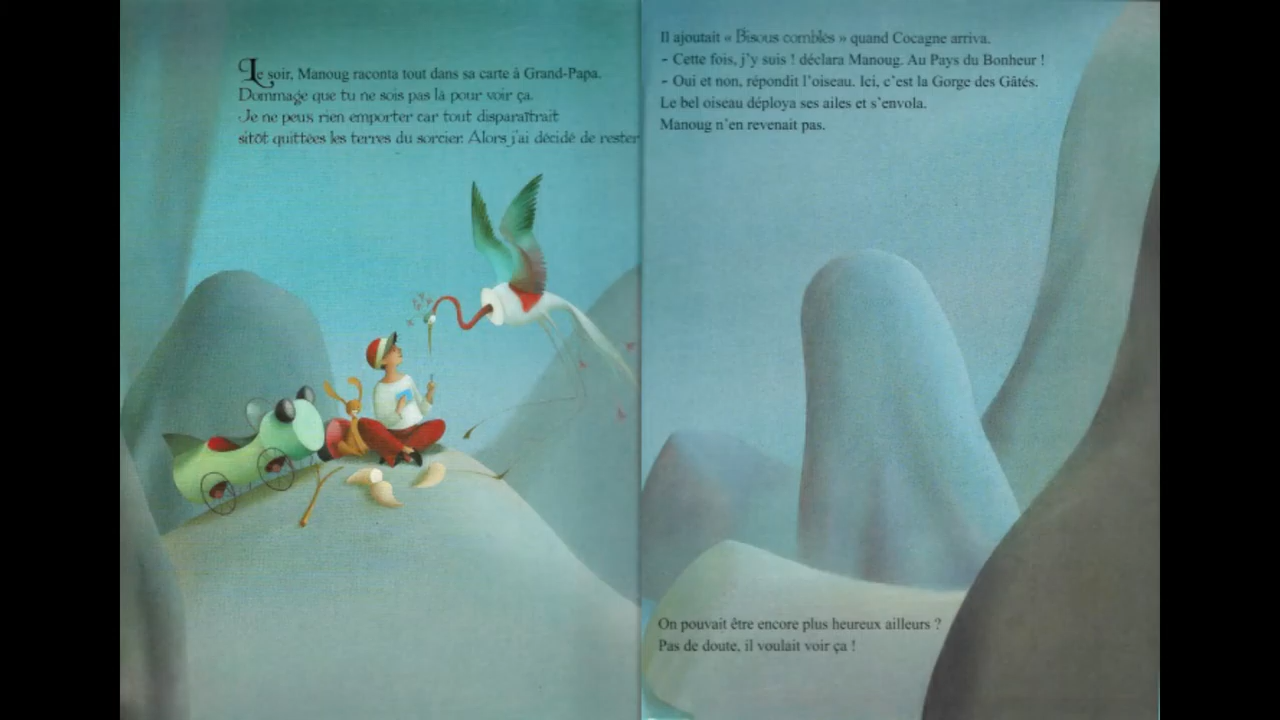 Le soir, Manoug raconta tout dans sa carte à Grand-Papa.
Dommage que tu ne sois pas là pour voir ça.
Je ne peux rien emporter car tout disparaîtrait
sitôt quittées les terres du sorcier. Alors j'ai décidé de rester
Il ajoutait « Bisous comblés » quand Cocagne arriva.
- Cette fois, j'y suis ! déclara Manoug. Au Pays du Bonheur !
- Oui et non, répondit l'oiseau. Ici, c'est la Gorge des Gâtés.
Le bel oiseau déploya ses ailes et s'envola.
Manoug n'en revenait pas.
On pouvait être encore plus heureux ailleurs ?
Pas de doute, il voulait voir ça !